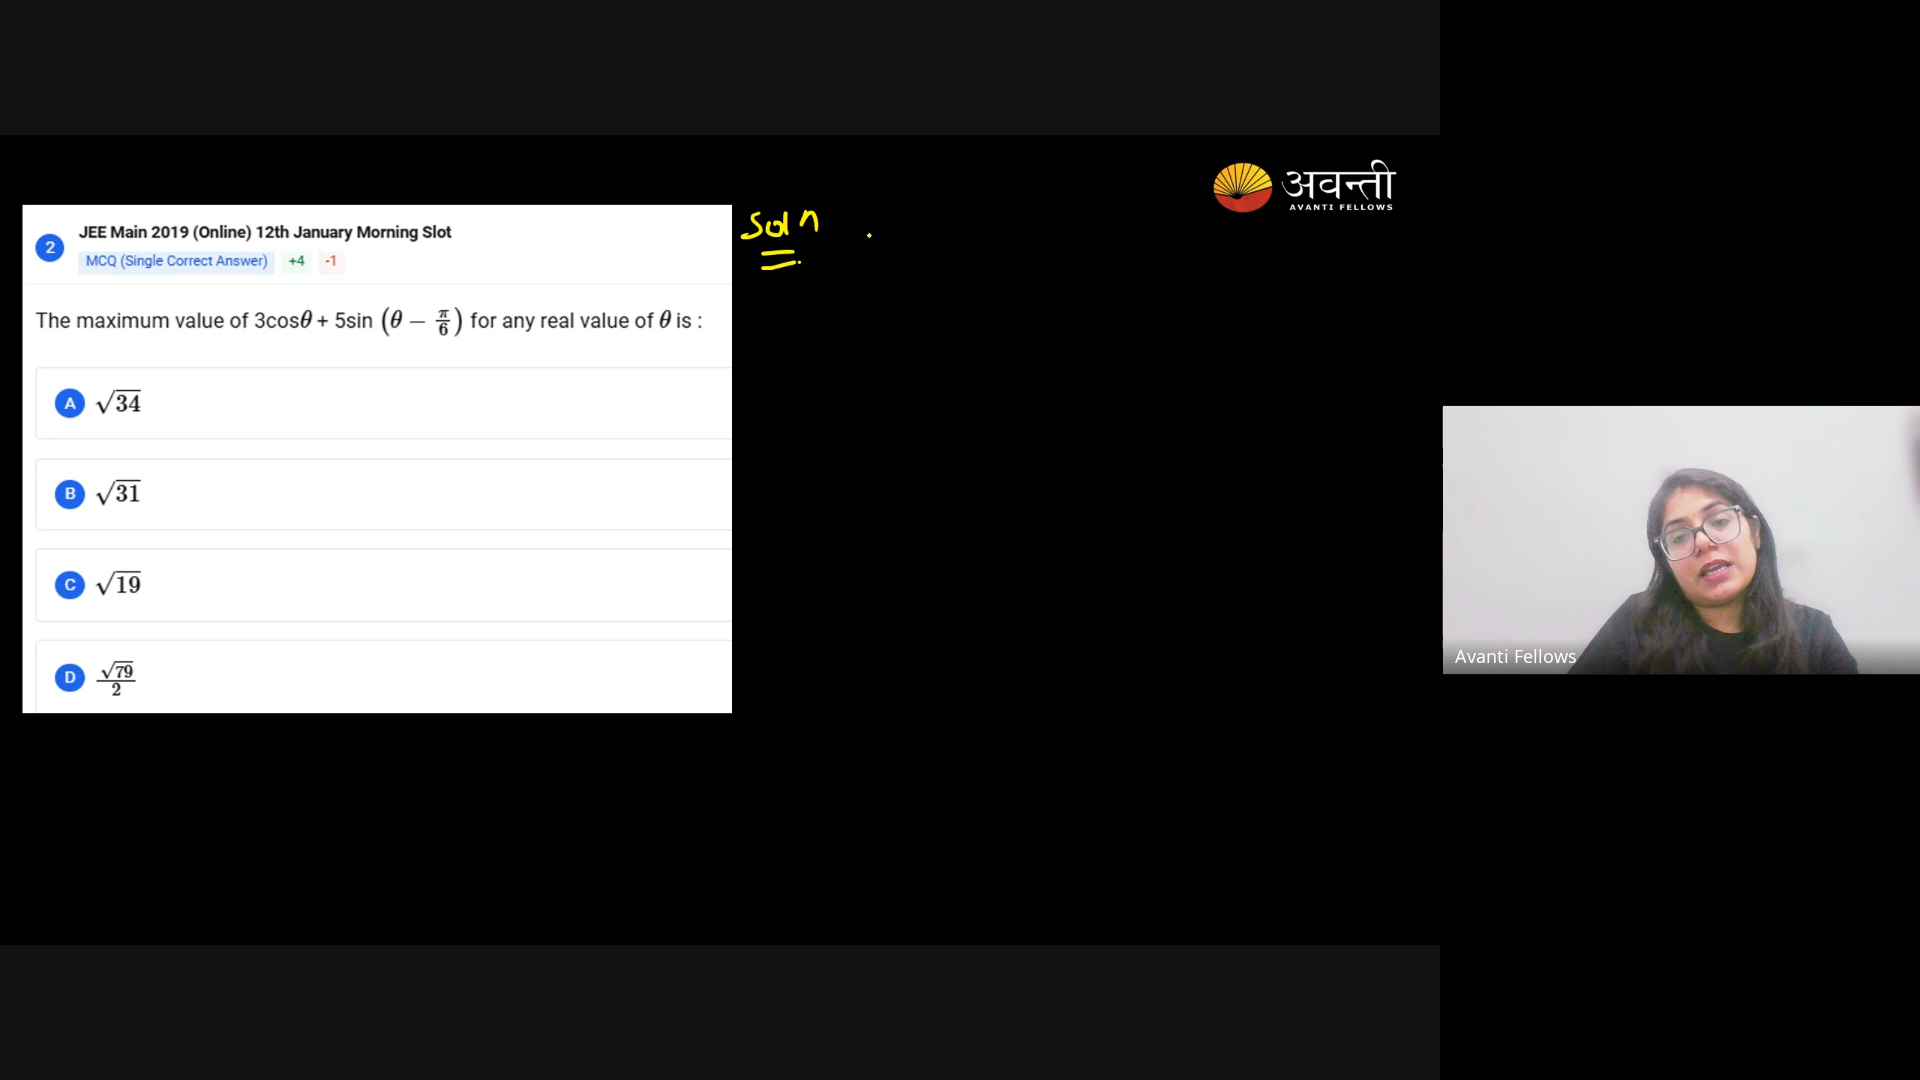 अवन्ती
AVANTI FELLOWS
2
JEE Main 2019 (Online) 12th January Morning Slot
MCQ (Single Correct Answer) +4 -1
The maximum value of 3cosθ + 5sin (θ − π/6) for any real value of θ is :
A √34
B √31
C √19
D √79/2
Soln
Avanti Fellows